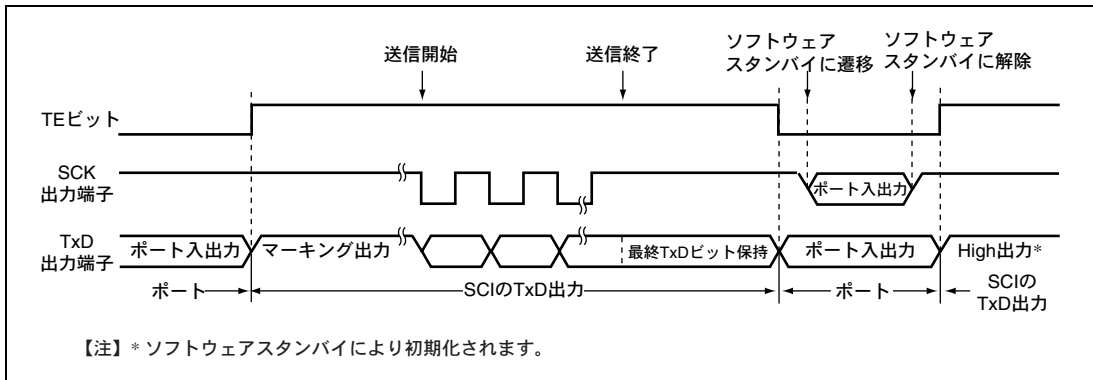 送信開始
送信終了
ソフトウェア
スタンバイに遷移
ソフトウェア
スタンバイに解除
TEビット
SCK
出力端子
ポート入出力
TxD
出力端子
ポート入出力
マーキング出力
最終TxDビット保持
ポート入出力
High出力*
ポート
SCIのTxD出力
ポート
SCIの
TxD出力
【注】* ソフトウェアスタンバイにより初期化されます。